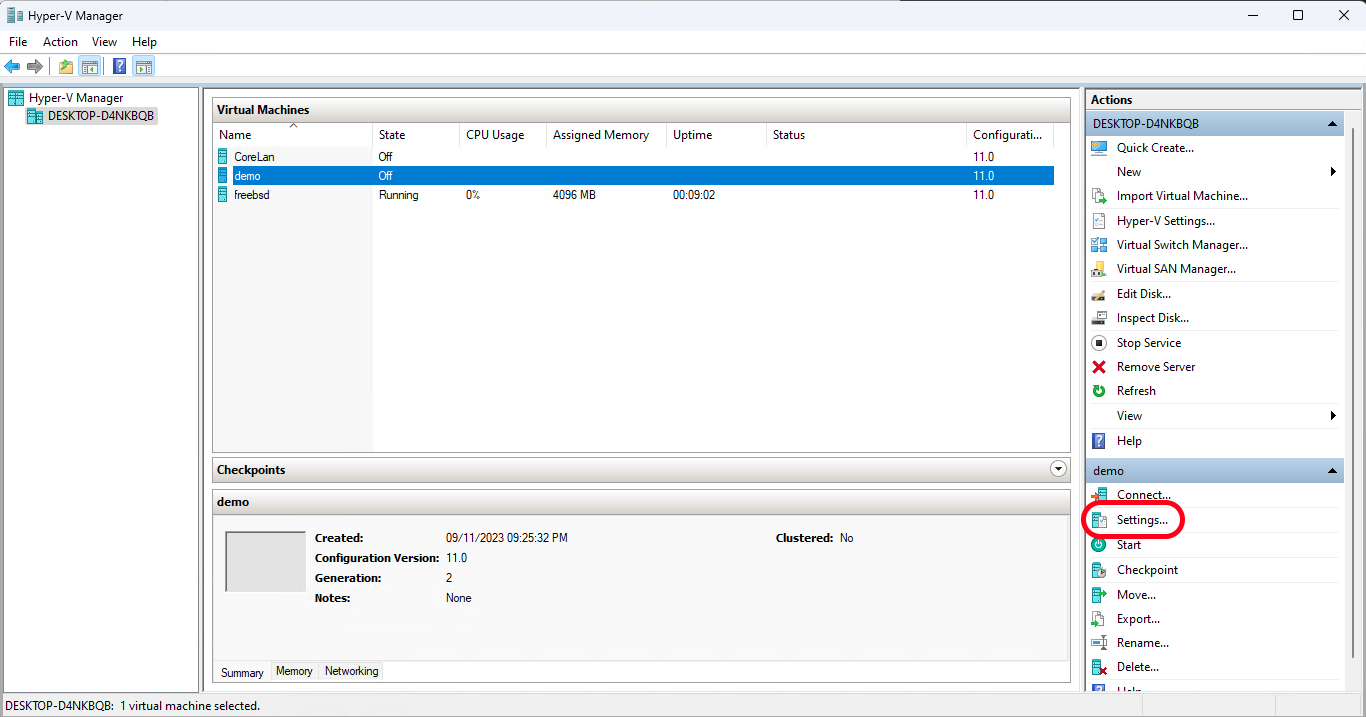 Hyper-V Manager
File Action View Help
Hyper-V Manager
DESKTOP-D4NKBQB
Virtual Machines
Name State CPU Usage Assigned Memory Uptime Status Configurati...
CoreLan Off 11.0
demo Off 11.0
freebsd Running 0% 4096 MB 00:09:02 11.0
Checkpoints
demo
Created: 09/11/2023 09:25:32 PM Clustered: No
Configuration Version: 11.0
Generation: 2
Notes: None
Summary Memory Networking
Actions
DESKTOP-D4NKBQB
Quick Create...
New
Import Virtual Machine...
Hyper-V Settings...
Virtual Switch Manager...
Virtual SAN Manager...
Edit Disk...
Inspect Disk...
Stop Service
Remove Server
Refresh
View
Help
demo
Connect...
Settings...
Start
Checkpoint
Move...
Export...
Rename...
Delete...
Help
DESKTOP-D4NKBQB: 1 virtual machine selected.